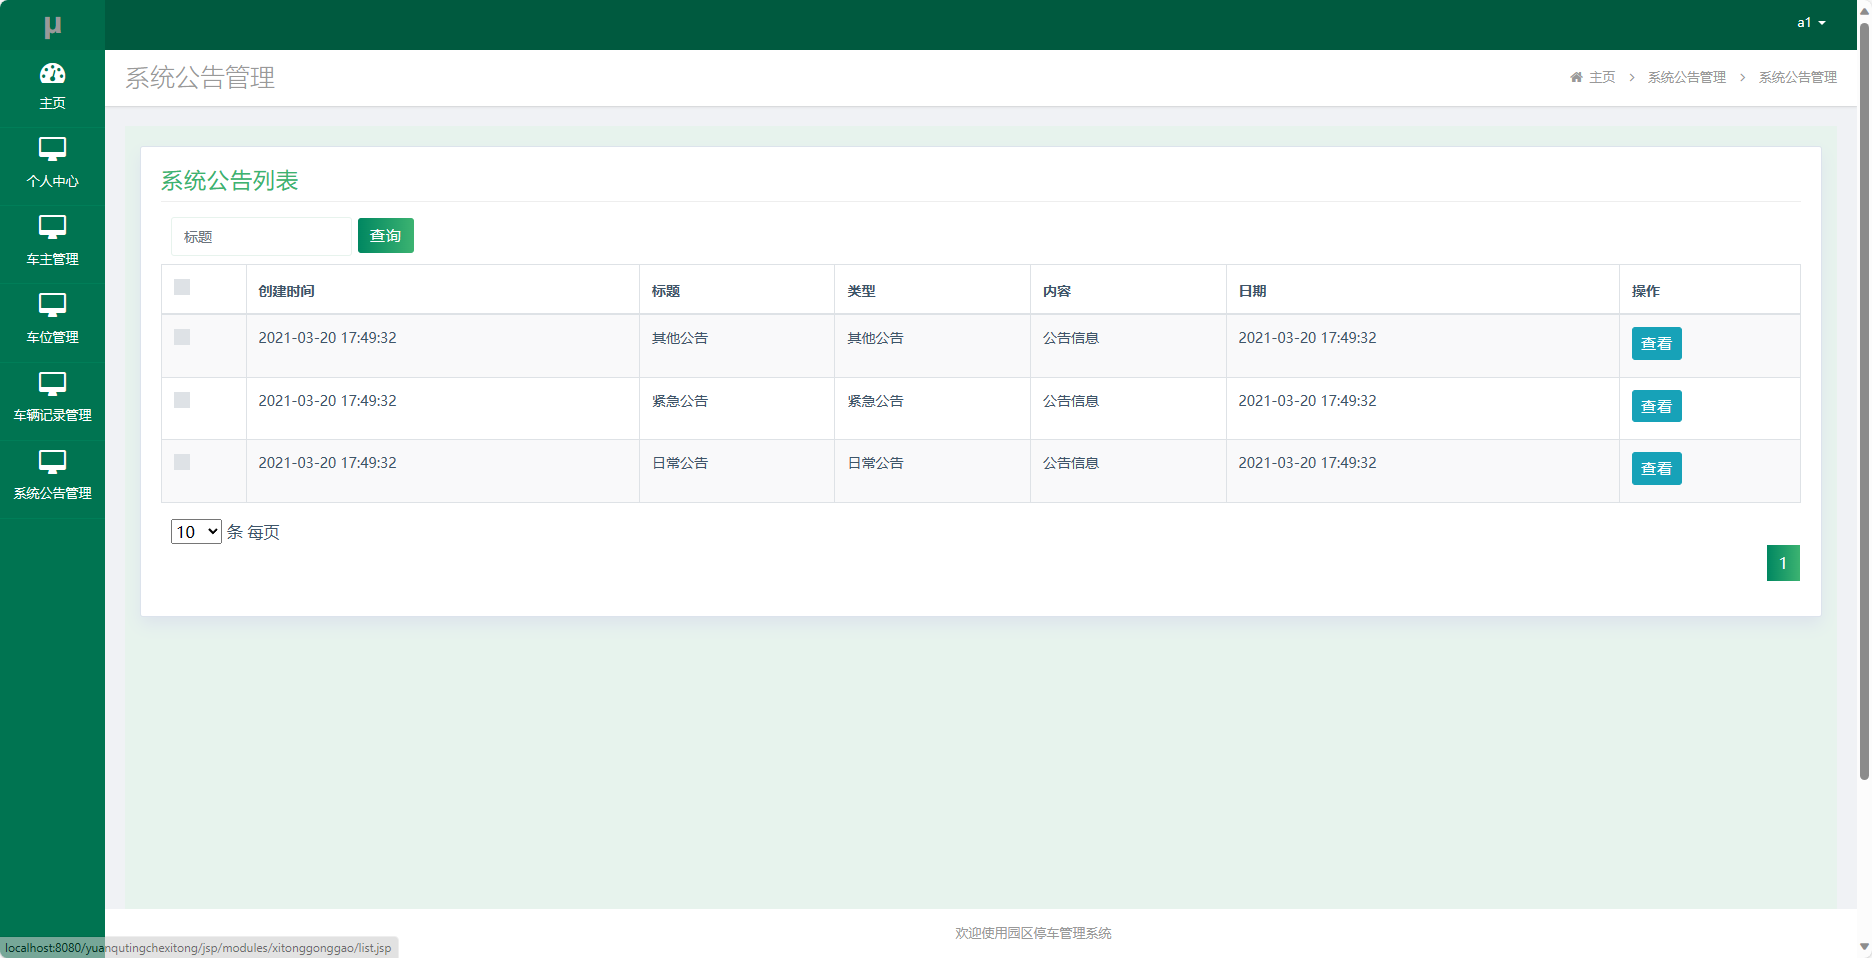 μ
a1
主页
个人中心
车主管理
车位管理
车辆记录管理
系统公告管理
系统公告管理
主页 > 系统公告管理 > 系统公告管理
系统公告列表
标题 查询
创建时间 标题 类型 内容 日期 操作
2021-03-20 17:49:32 其他公告 其他公告 公告信息 2021-03-20 17:49:32 查看
2021-03-20 17:49:32 紧急公告 紧急公告 公告信息 2021-03-20 17:49:32 查看
2021-03-20 17:49:32 日常公告 日常公告 公告信息 2021-03-20 17:49:32 查看
10 条 每页
1
欢迎使用园区停车管理系统
localhost:8080/yuanqutingchexitong/jsp/modules/xitonggonggao/list.jsp